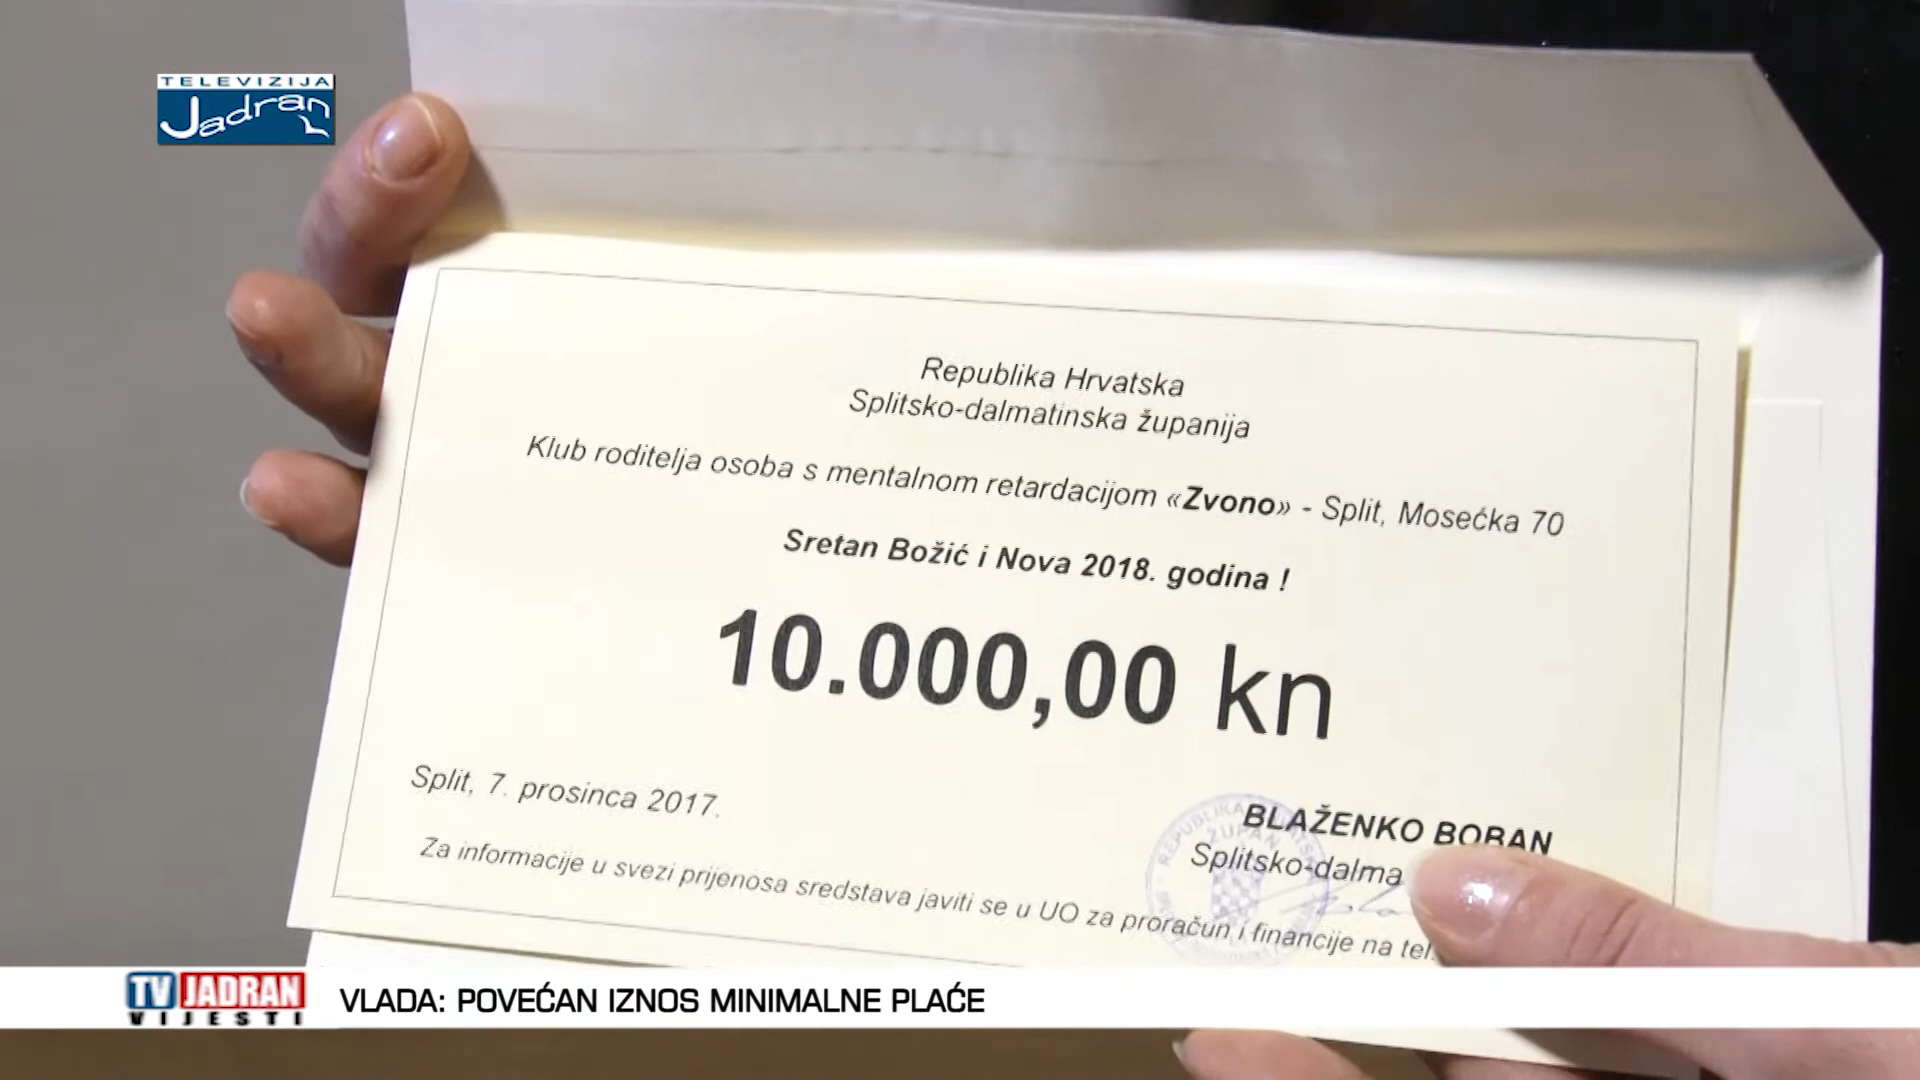 TELEVIZIJA
Jadran
Republika Hrvatska
Splitsko-dalmatinska županija
Klub roditelja osoba s mentalnom retardacijom «Zvono» - Split, Mosećka 70
Sretan Božić i Nova 2018. godina !
10.000,00 kn
Split, 7. prosinca 2017.
BLAŽENKO BOBAN
Splitsko-dalma
Za informacije u svezi prijenosa sredstava javiti se u UO za proračun i financije na tel.
REPUBLIKA
ŽUPAN
TV JADRAN
VIJESTI
VLADA: POVEĆAN IZNOS MINIMALNE PLAĆE